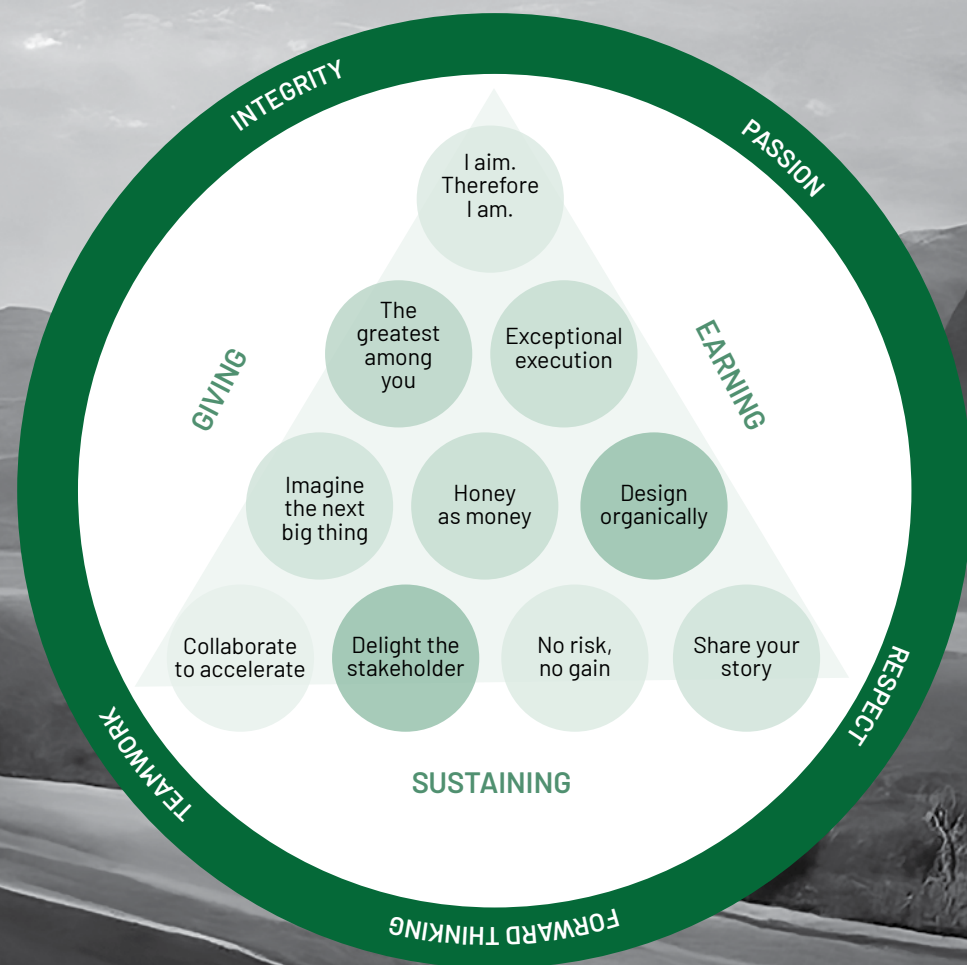 INTEGRITY
PASSION
I aim.
Therefore
I am.
The
greatest
among
you
Exceptional
execution
GIVING
EARNING
Imagine
the next
big thing
Honey
as money
Design
organically
Collaborate
to accelerate
Delight the
stakeholder
No risk,
no gain
Share your
story
RESPECT
TEAMWORK
SUSTAINING
FORWARD THINKING